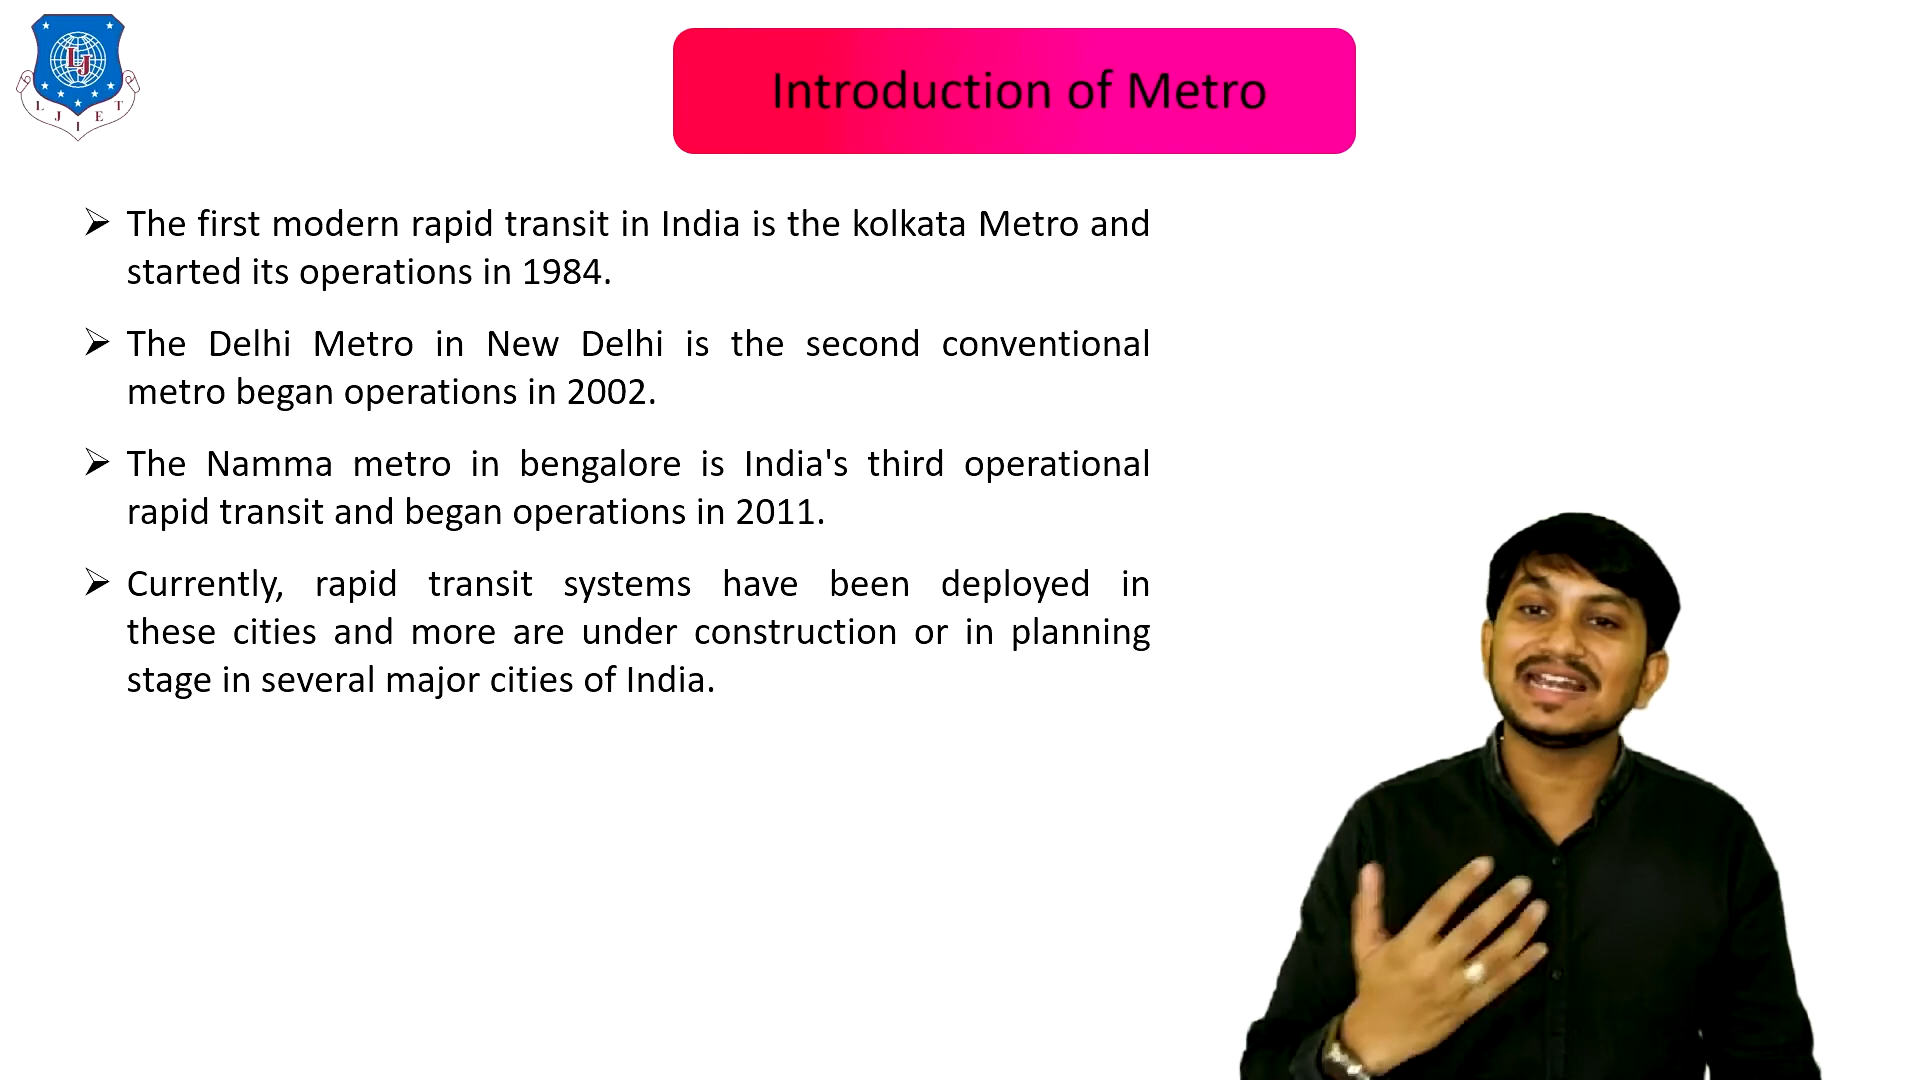 LJ
L J I E T
Introduction of Metro
The first modern rapid transit in India is the kolkata Metro and
started its operations in 1984.
The Delhi Metro in New Delhi is the second conventional
metro began operations in 2002.
The Namma metro in bengalore is India's third operational
rapid transit and began operations in 2011.
Currently, rapid transit systems have been deployed in
these cities and more are under construction or in planning
stage in several major cities of India.